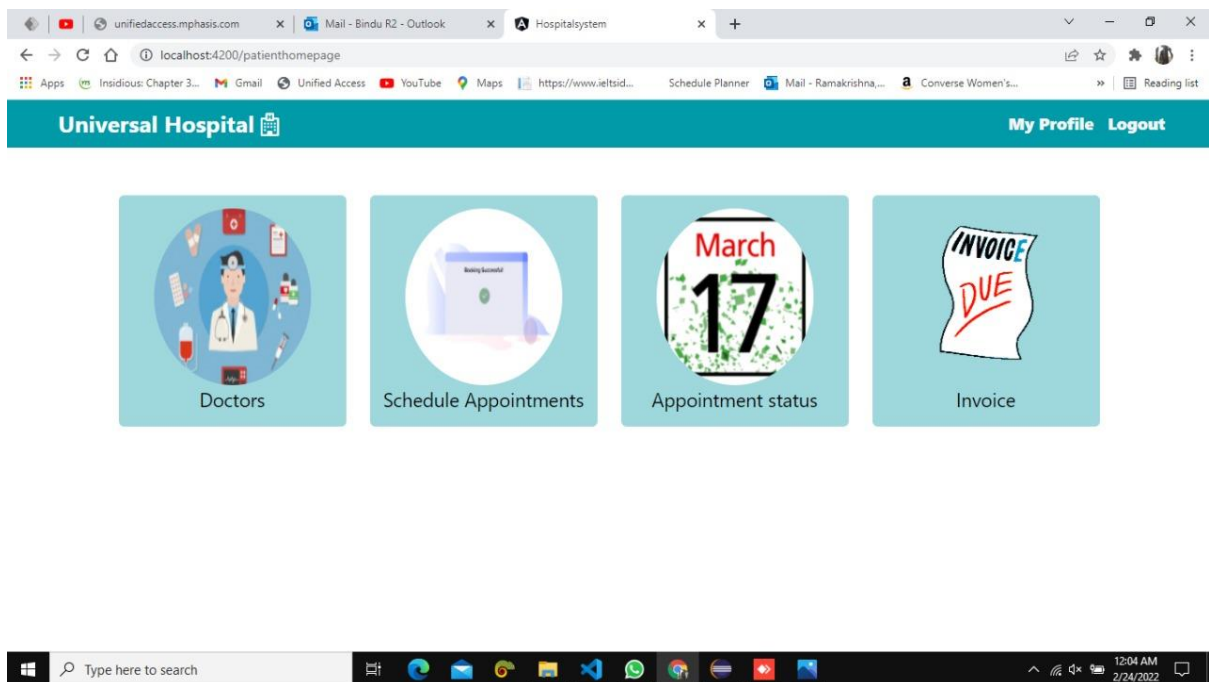 unifiedaccess.mphasis.com
Mail - Bindu R2 - Outlook
Hospitalsystem
localhost:4200/patienthomepage
Apps
Insidious: Chapter 3...
Gmail
Unified Access
YouTube
Maps
https://www.ieltsid...
Schedule Planner
Mail - Ramakrishna,...
Converse Women's...
»
Reading list
Universal Hospital
My Profile Logout
Booking Successful
March
17
INVOICE
DUE
Doctors
Schedule Appointments
Appointment status
Invoice
Type here to search
12:04 AM
2/24/2022